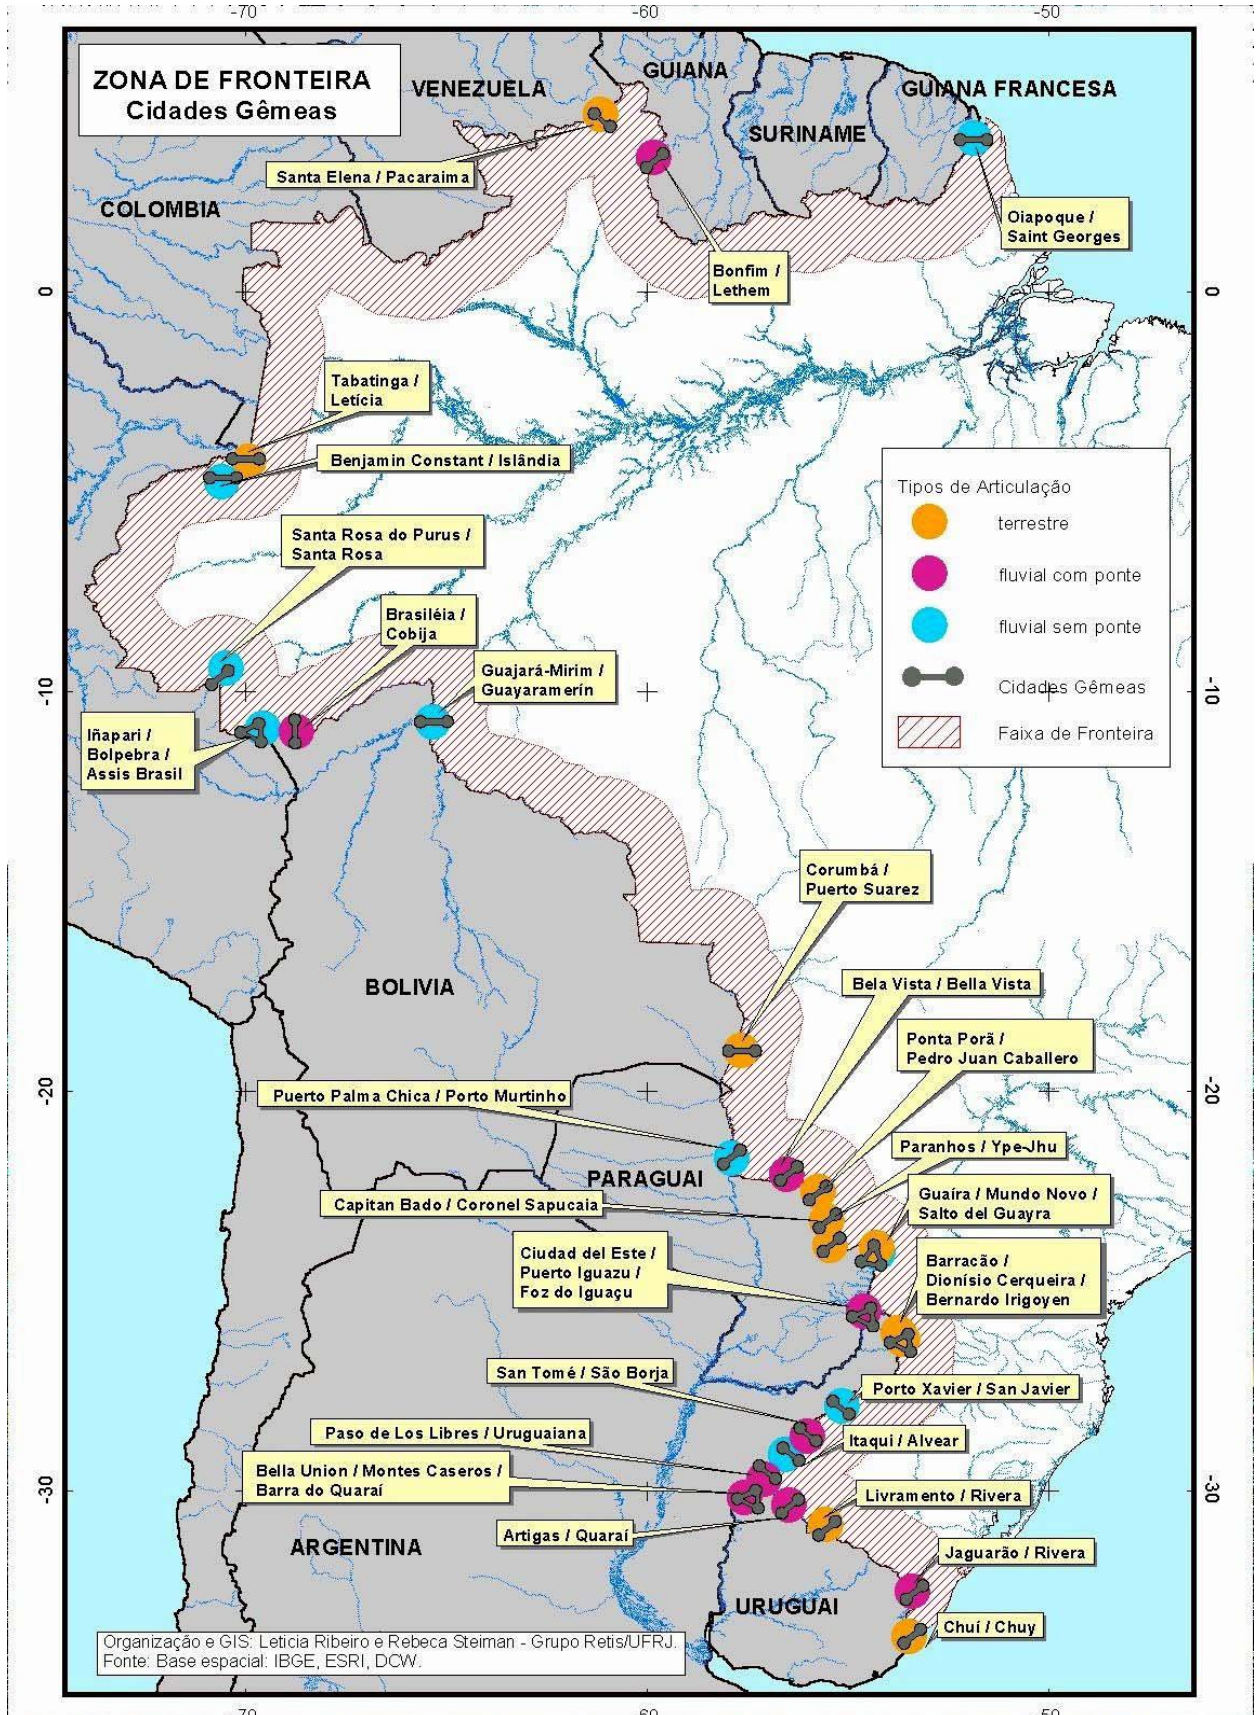 -70
-60
-50
ZONA DE FRONTEIRA
Cidades Gêmeas
VENEZUELA
GUIANA
GUIANA FRANCESA
SURINAME
COLOMBIA
Santa Elena / Pacaraima
Oiapoque /
Saint Georges
Bonfim /
Lethem
0
0
Tabatinga /
Letícia
Benjamin Constant / Islândia
Tipos de Articulação
terrestre
fluvial com ponte
fluvial sem ponte
Cidades Gêmeas
Faixa de Fronteira
Santa Rosa do Purus /
Santa Rosa
Brasiléia /
Cobija
Guajará-Mirim /
Guayaramerín
-10
-10
Iñapari /
Bolpebra /
Assis Brasil
Corumbá /
Puerto Suarez
BOLIVIA
Bela Vista / Bella Vista
Ponta Porã /
Pedro Juan Caballero
-20
-20
Puerto Palma Chica / Porto Murtinho
Paranhos / Ype-Jhu
PARAGUAI
Capitan Bado / Coronel Sapucaia
Guaíra / Mundo Novo /
Salto del Guayra
Ciudad del Este /
Puerto Iguazu /
Foz do Iguaçu
Barracão /
Dionísio Cerqueira /
Bernardo Irigoyen
San Tomé / São Borja
Porto Xavier / San Javier
Paso de Los Libres / Uruguaiana
Itaqui / Alvear
Bella Union / Montes Caseros /
Barra do Quaraí
-30
-30
Livramento / Rivera
Artigas / Quaraí
ARGENTINA
Jaguarão / Rivera
URUGUAI
Chuí / Chuy
Organização e GIS: Leticia Ribeiro e Rebeca Steiman - Grupo Retis/UFRJ.
Fonte: Base espacial: IBGE, ESRI, DCW.
-70
-60
-50